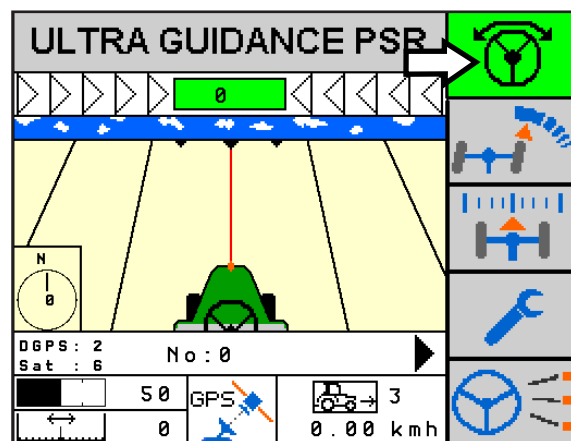 ULTRA GUIDANCE PSR
0
N
0
DGPS: 2
Sat : 6
No:0
50
GPS
3
0
0.00 kmh